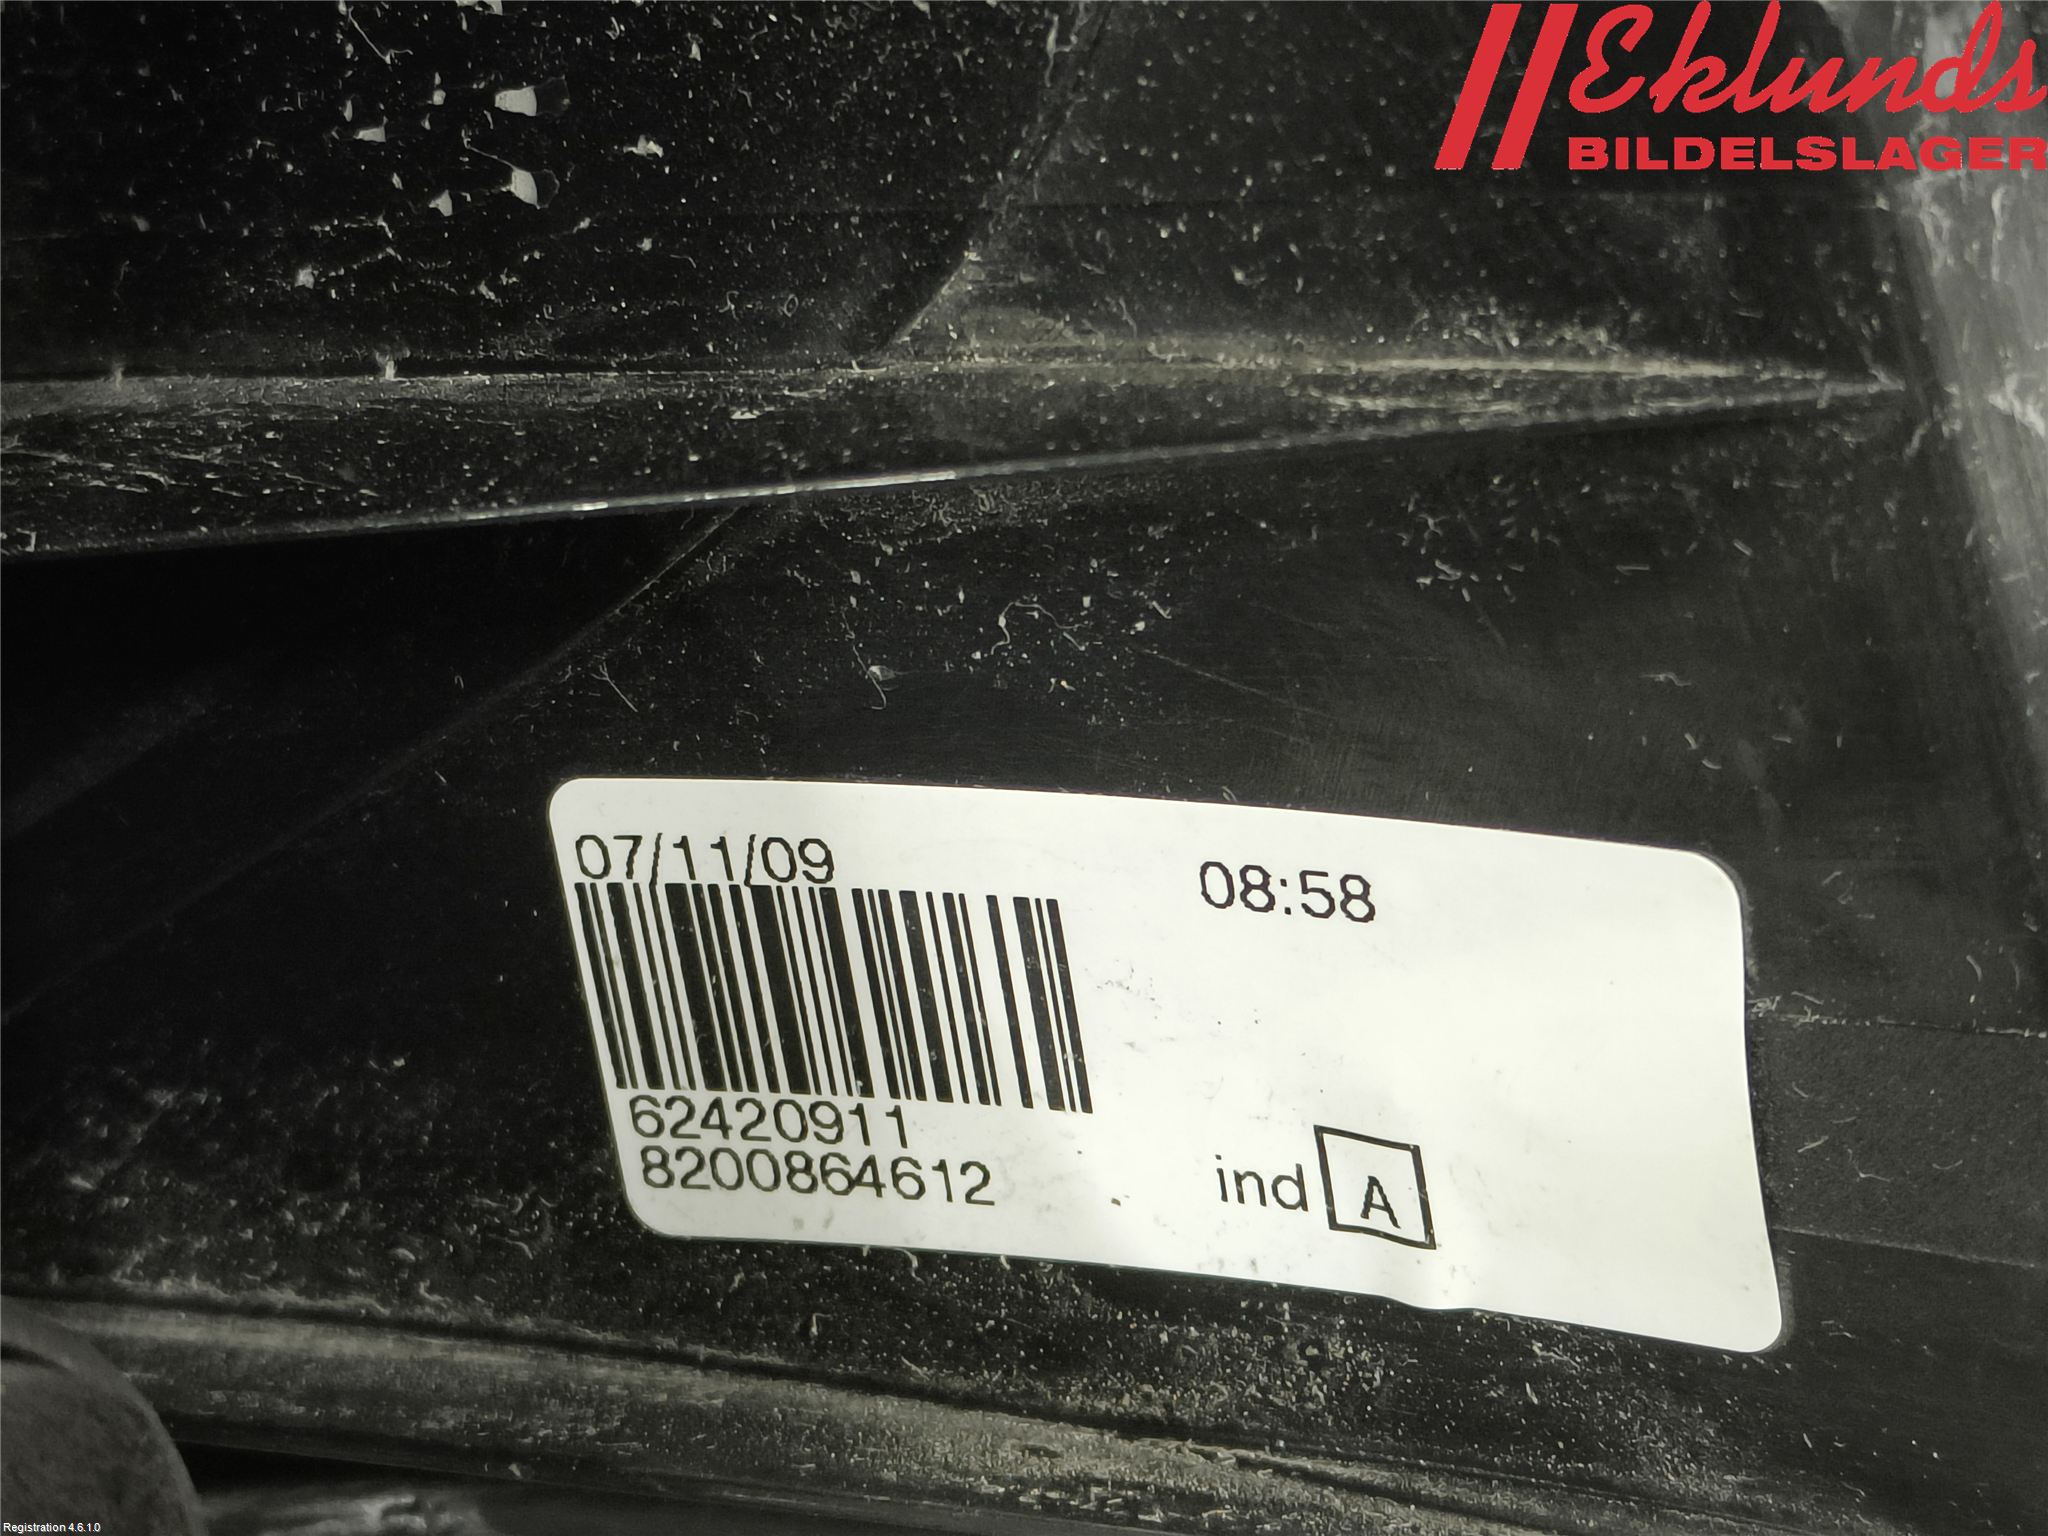 Eklunds
BILDELSLAGER
07/11/09
08:58
62420911
8200864612
ind A
Registration 4.6.1.0